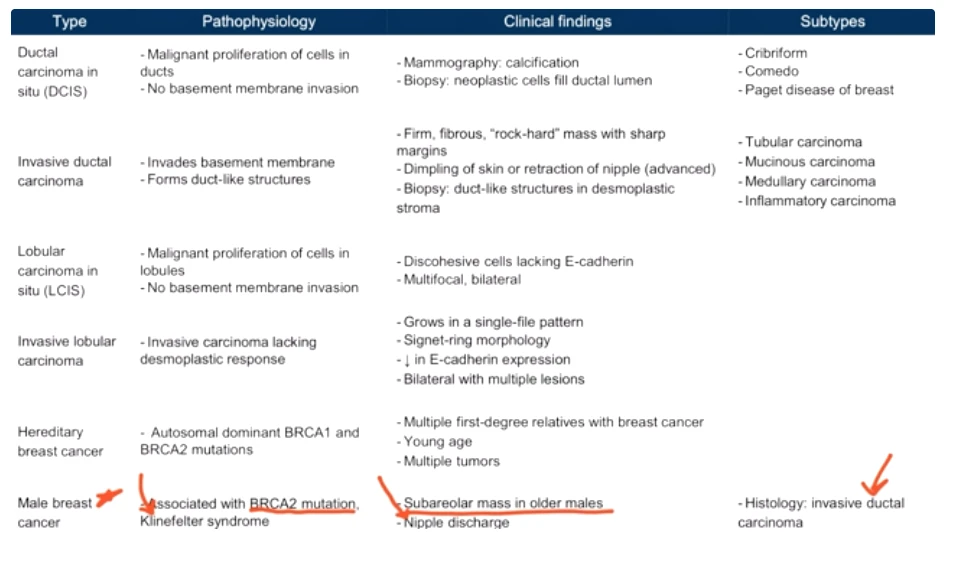 Type Pathophysiology Clinical findings Subtypes
Ductal
carcinoma in
situ (DCIS)
- Malignant proliferation of cells in
ducts
- No basement membrane invasion
- Mammography: calcification
- Biopsy: neoplastic cells fill ductal lumen
- Cribriform
- Comedo
- Paget disease of breast
Invasive ductal
carcinoma
- Invades basement membrane
- Forms duct-like structures
- Firm, fibrous, “rock-hard” mass with sharp
margins
- Dimpling of skin or retraction of nipple (advanced)
- Biopsy: duct-like structures in desmoplastic
stroma
- Tubular carcinoma
- Mucinous carcinoma
- Medullary carcinoma
- Inflammatory carcinoma
Lobular
carcinoma in
situ (LCIS)
- Malignant proliferation of cells in
lobules
- No basement membrane invasion
- Discohesive cells lacking E-cadherin
- Multifocal, bilateral
Invasive lobular
carcinoma
- Invasive carcinoma lacking
desmoplastic response
- Grows in a single-file pattern
- Signet-ring morphology
- ↓ in E-cadherin expression
- Bilateral with multiple lesions
Hereditary
breast cancer
- Autosomal dominant BRCA1 and
BRCA2 mutations
- Multiple first-degree relatives with breast cancer
- Young age
- Multiple tumors
Male breast
cancer
- Associated with BRCA2 mutation,
Klinefelter syndrome
- Subareolar mass in older males
- Nipple discharge
- Histology: invasive ductal
carcinoma